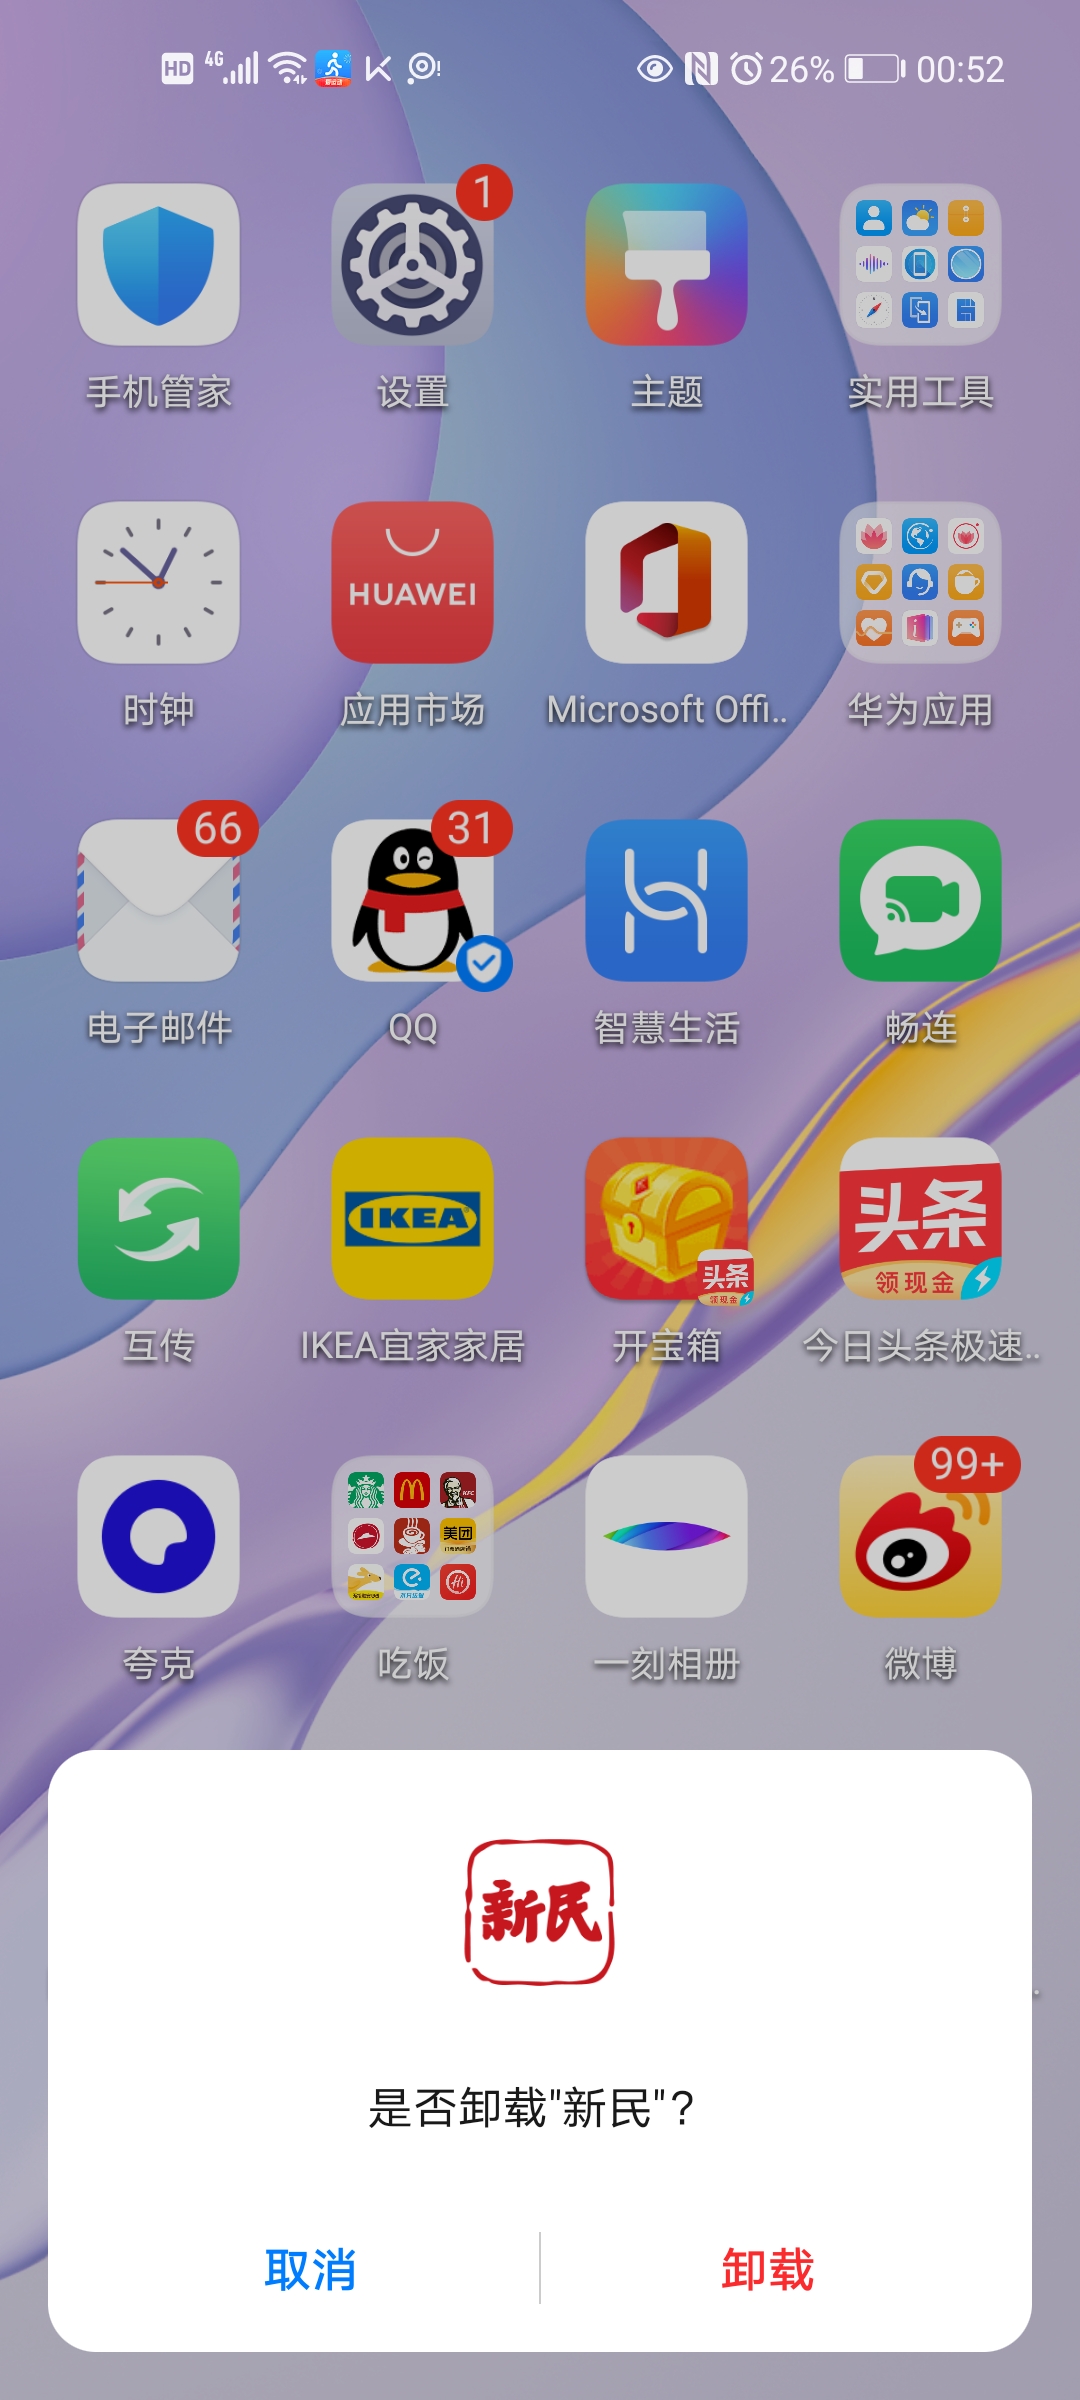 HD 4G 26% 00:52
1
手机管家 设置 主题 实用工具
HUAWEI
时钟 应用市场 Microsoft Offi.. 华为应用
66 31
电子邮件 QQ 智慧生活 畅连
IKEA 头条 领现金 头条 领现金
互传 IKEA宜家家居 开宝箱 今日头条极速..
99+
KFC 美团
夸克 吃饭 一刻相册 微博
新民
是否卸载"新民"?
取消 卸载